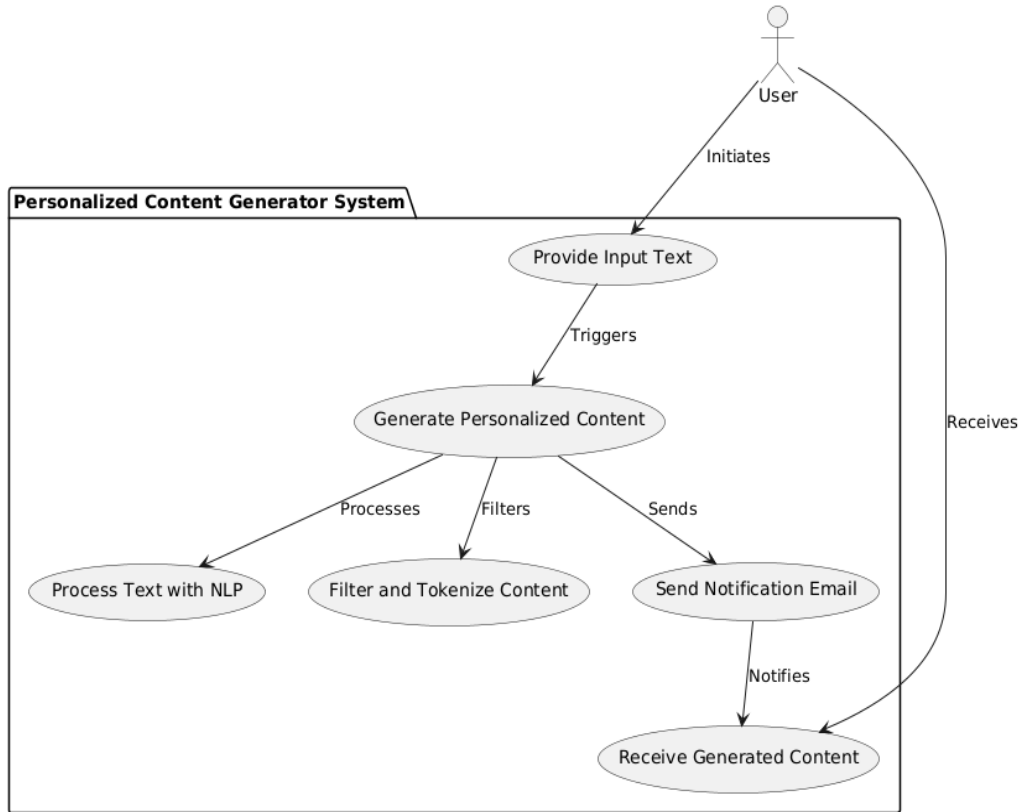 User
Initiates
Personalized Content Generator System
Provide Input Text
Triggers
Generate Personalized Content
Receives
Processes
Filters
Sends
Process Text with NLP
Filter and Tokenize Content
Send Notification Email
Notifies
Receive Generated Content